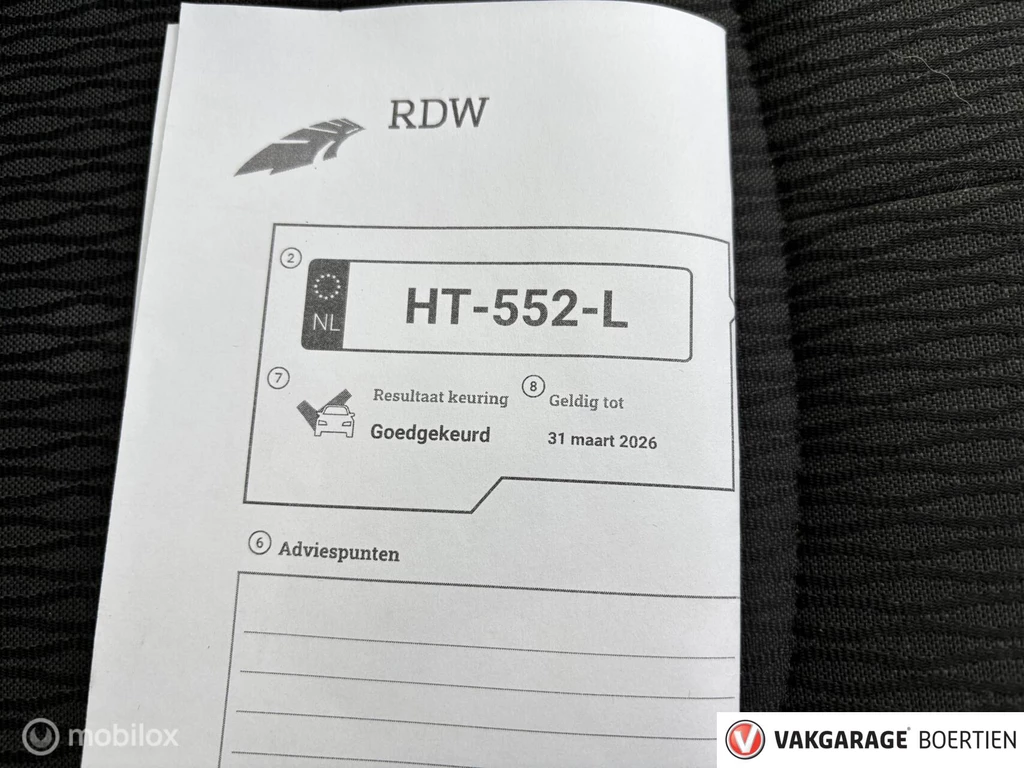 RDW
2
NL
HT-552-L
7
Resultaat keuring
8
Geldig tot
Goedgekeurd
31 maart 2026
6
Adviespunten
mobilox
V VAKGARAGE® BOERTIEN